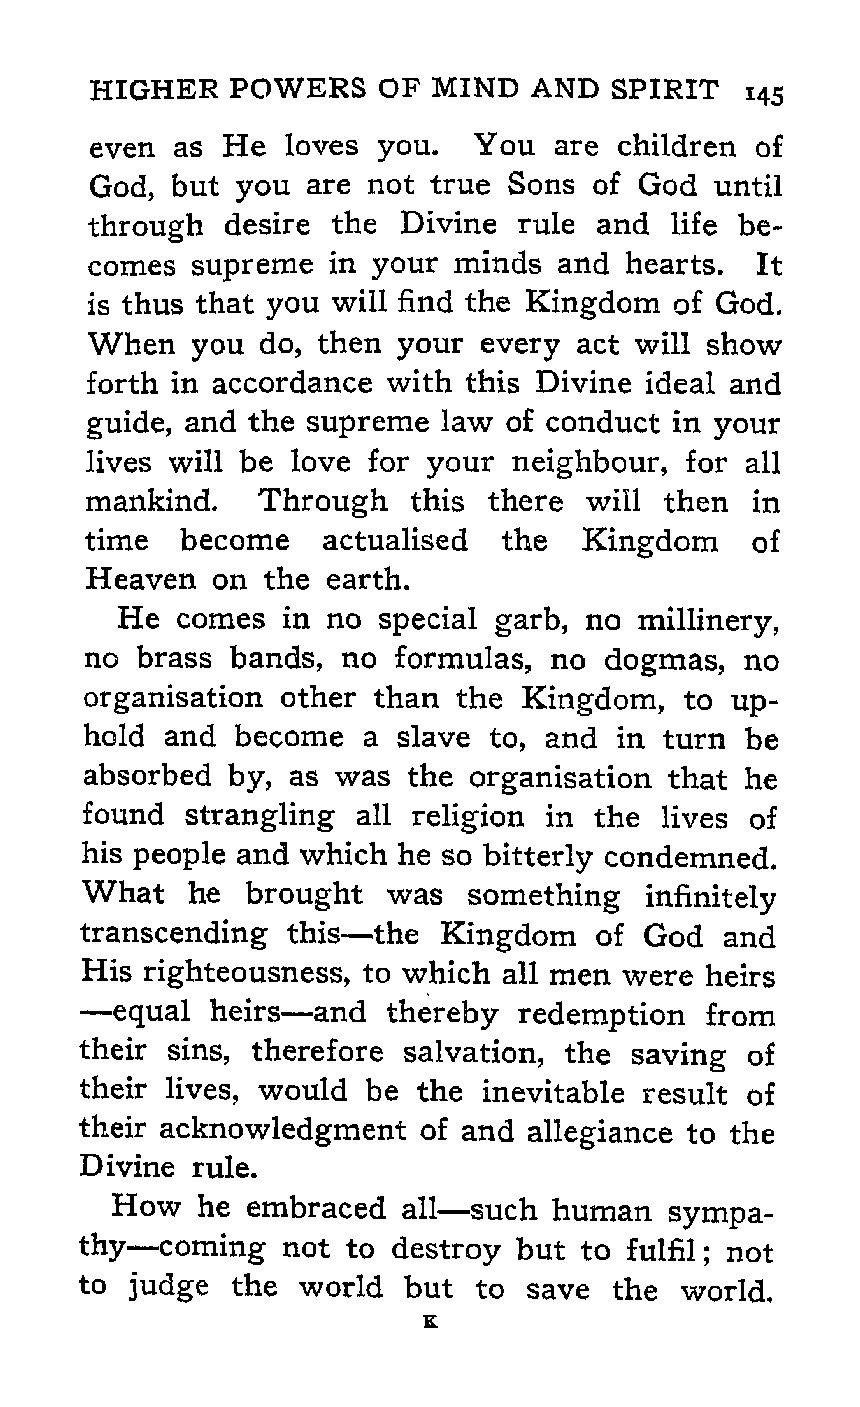 HIGHER POWERS OF MIND AND SPIRIT 145
even as He loves you. You are children of
God, but you are not true Sons of God until
through desire the Divine rule and life be-
comes supreme in your minds and hearts. It
is thus that you will find the Kingdom of God.
When you do, then your every act will show
forth in accordance with this Divine ideal and
guide, and the supreme law of conduct in your
lives will be love for your neighbour, for all
mankind. Through this there will then in
time become actualised the Kingdom of
Heaven on the earth.
He comes in no special garb, no millinery,
no brass bands, no formulas, no dogmas, no
organisation other than the Kingdom, to up-
hold and become a slave to, and in turn be
absorbed by, as was the organisation that he
found strangling all religion in the lives of
his people and which he so bitterly condemned.
What he brought was something infinitely
transcending this—the Kingdom of God and
His righteousness, to which all men were heirs
—equal heirs—and thereby redemption from
their sins, therefore salvation, the saving of
their lives, would be the inevitable result of
their acknowledgment of and allegiance to the
Divine rule.
How he embraced all—such human sympa-
thy—coming not to destroy but to fulfil; not
to judge the world but to save the world.
K